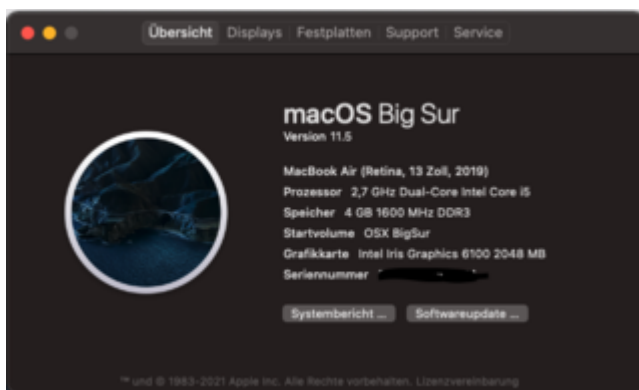 Übersicht Displays Festplatten Support Service
macOS Big Sur
Version 11.5
MacBook Air (Retina, 13 Zoll, 2019)
Prozessor 2,7 GHz Dual-Core Intel Core i5
Speicher 4 GB 1600 MHz DDR3
Startvolume OSX BigSur
Grafikkarte Intel Iris Graphics 6100 2048 MB
Seriennummer
Systembericht ... Softwareupdate ...
™ und © 1983-2021 Apple Inc. Alle Rechte vorbehalten. Lizenzvereinbarung